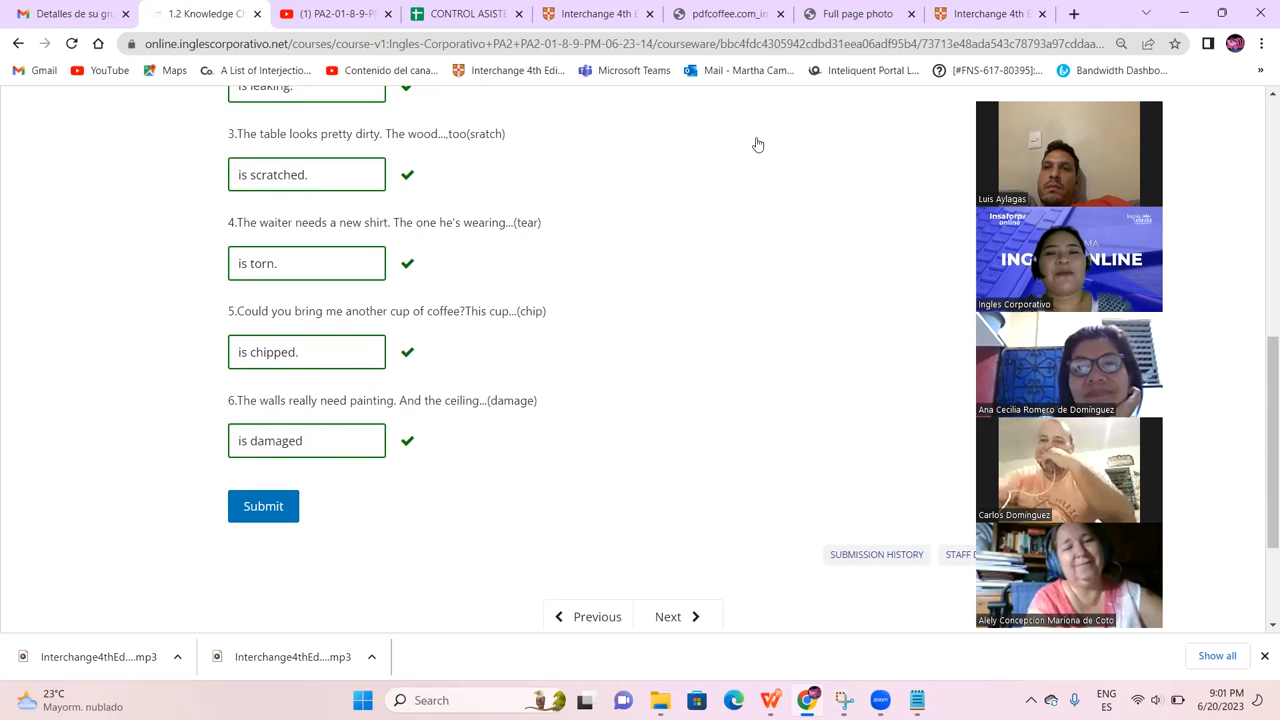 Detalles de su gr
1.2 Knowledge C
(1) PA2-01-8-9-P
CONTROL ASISTE
Interchange 4th E
pdfcoffee.com_in
Full page photo
Interchange 4th E
online.inglescorporativo.net/courses/course-v1:Ingles-Corporativo+PA2+PA2-01-8-9-PM-06-23-14/courseware/bbc4fdc4305942cdbd31eea06adf95b4/73713e48ada543c78793a97cddaa...
Gmail
YouTube
Maps
A List of Interjectio...
Contenido del cana...
Interchange 4th Edi...
Microsoft Teams
Mail - Martha Cam...
Inteliquent Portal L...
[#FNS-617-80395]:...
Bandwidth Dashbo...
»
is leaking.
3.The table looks pretty dirty. The wood...,too(sratch)
is scratched.
4.The waiter needs a new shirt. The one he's wearing...(tear)
is torn.
5.Could you bring me another cup of coffee?This cup...(chip)
is chipped.
6.The walls really need painting. And the ceiling...(damage)
is damaged
Submit
SUBMISSION HISTORY
STAFF D
Previous
Next
Luis Aylagas
Insaforp
online
INGLES ONLINE
Ingles Corporativo
Ana Cecilia Romero de Domínguez
Carlos Domínguez
Alely Concepcion Mariona de Coto
Interchange4thEd....mp3
Interchange4thEd....mp3
Show all
23°C
Mayorm. nublado
Search
ENG
ES
9:01 PM
6/20/2023